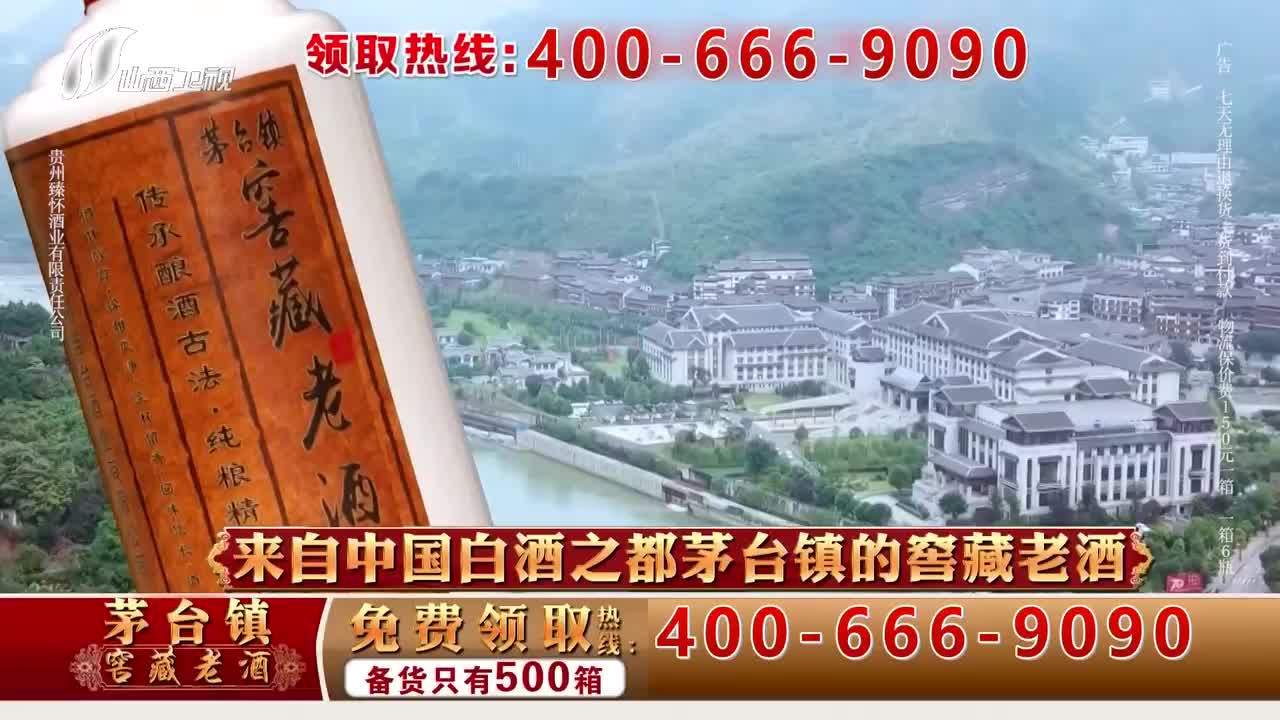 山西卫视
领取热线:400-666-9090
广告 七天无理由退换货 货到付款 物流保价费150元一箱 一箱6瓶
贵州臻怀酒业有限责任公司
茅台镇
窖藏老酒
传承酿酒古法·纯粮精
来自中国白酒之都茅台镇的窖藏老酒
茅台镇
窖藏老酒
免费领取热线:400-666-9090
备货只有500箱